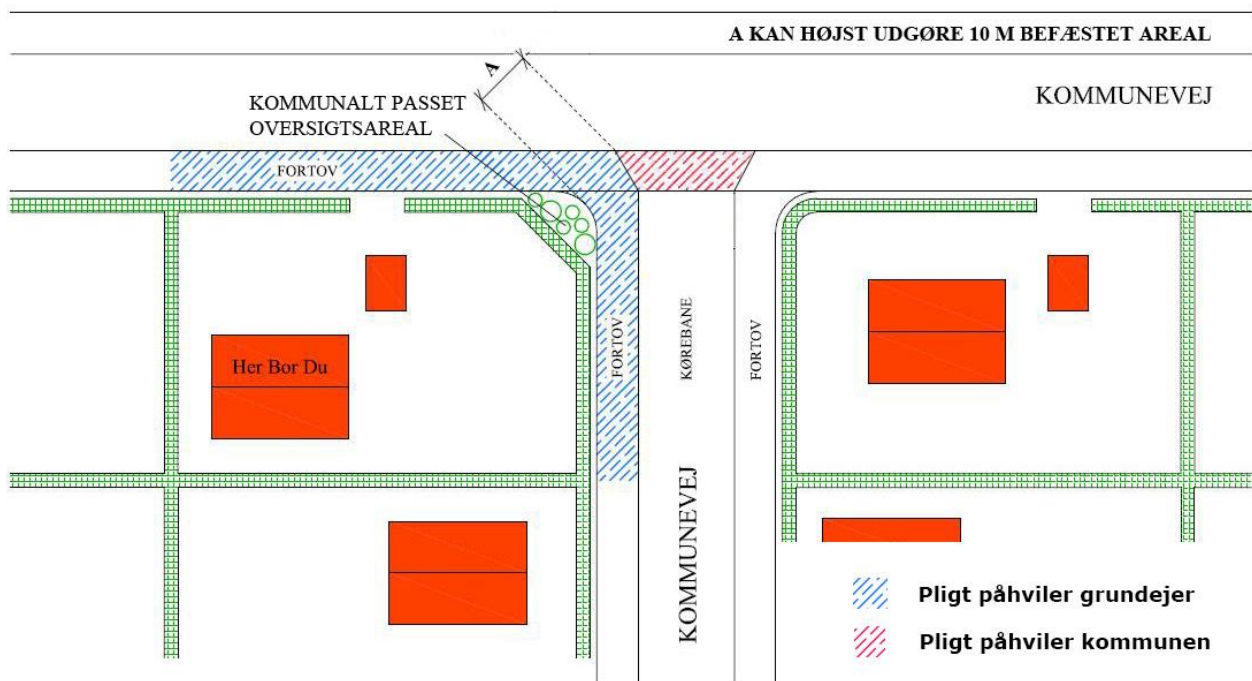 A KAN HØJST UDGØRE 10 M BEFÆSTET AREAL
A
KOMMUNEVEJ
KOMMUNALT PASSET
OVERSIGTSAREAL
FORTOV
Her Bor Du
FORTOV
KØREBANE
FORTOV
KOMMUNEVEJ
Pligt påhviler grundejer
Pligt påhviler kommunen